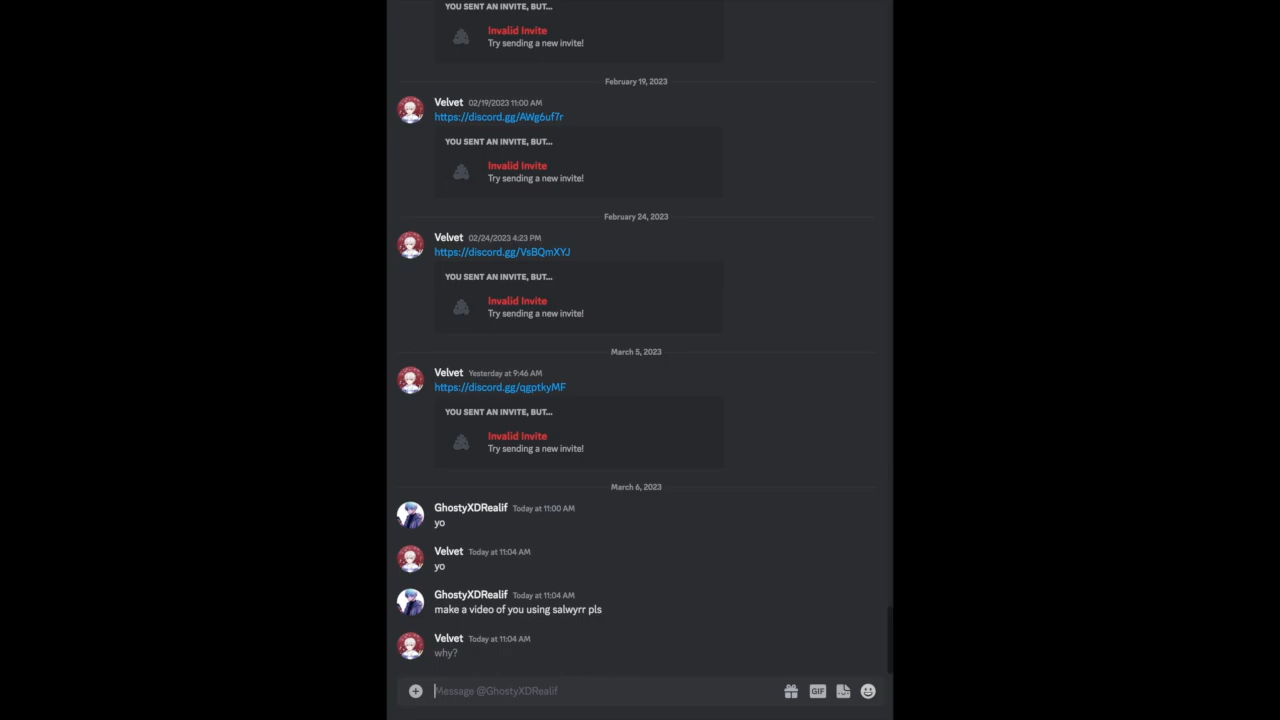 YOU SENT AN INVITE, BUT...
Invalid Invite
Try sending a new invite!
February 19, 2023
Velvet 02/19/2023 11:00 AM
https://discord.gg/AWg6uf7r
YOU SENT AN INVITE, BUT...
Invalid Invite
Try sending a new invite!
February 24, 2023
Velvet 02/24/2023 4:23 PM
https://discord.gg/VsBQmXYJ
YOU SENT AN INVITE, BUT...
Invalid Invite
Try sending a new invite!
March 5, 2023
Velvet Yesterday at 9:46 AM
https://discord.gg/qgptkyMF
YOU SENT AN INVITE, BUT...
Invalid Invite
Try sending a new invite!
March 6, 2023
GhostyXDRealif Today at 11:00 AM
yo
Velvet Today at 11:04 AM
yo
GhostyXDRealif Today at 11:04 AM
make a video of you using salwyrr pls
Velvet Today at 11:04 AM
why?
Message @GhostyXDRealif
GIF